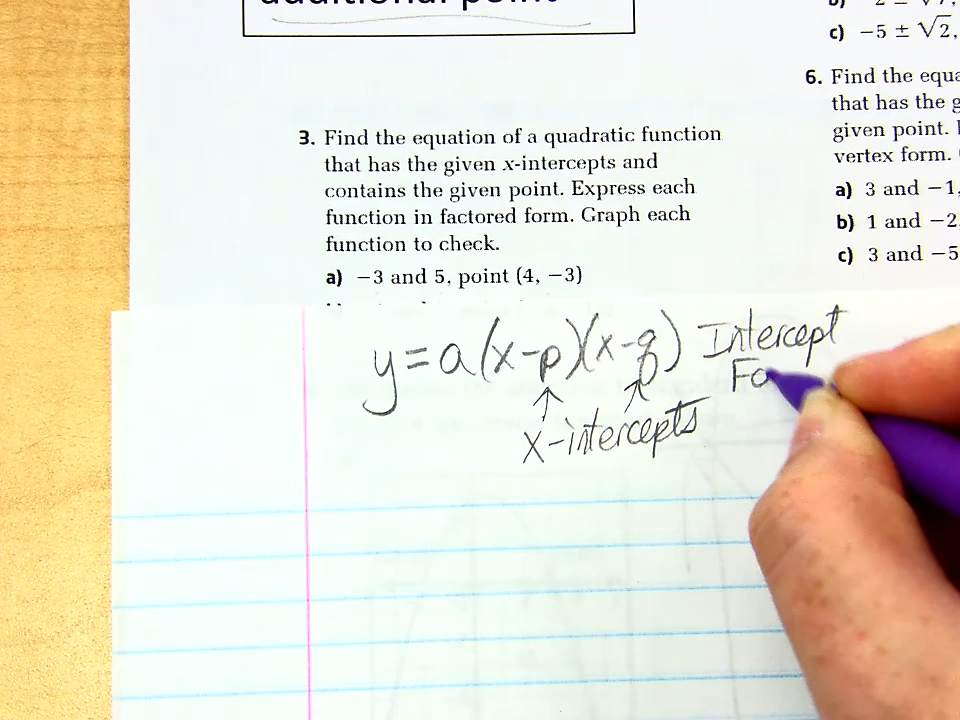 additional point
c) −5 ± √2,
6. Find the equa
that has the g
given point.
vertex form.
a) 3 and −1,
b) 1 and −2
c) 3 and −5
3. Find the equation of a quadratic function
that has the given x-intercepts and
contains the given point. Express each
function in factored form. Graph each
function to check.
a) −3 and 5, point (4, −3)
y = a(x-p)(x-q) Intercept
Fo
x-intercepts